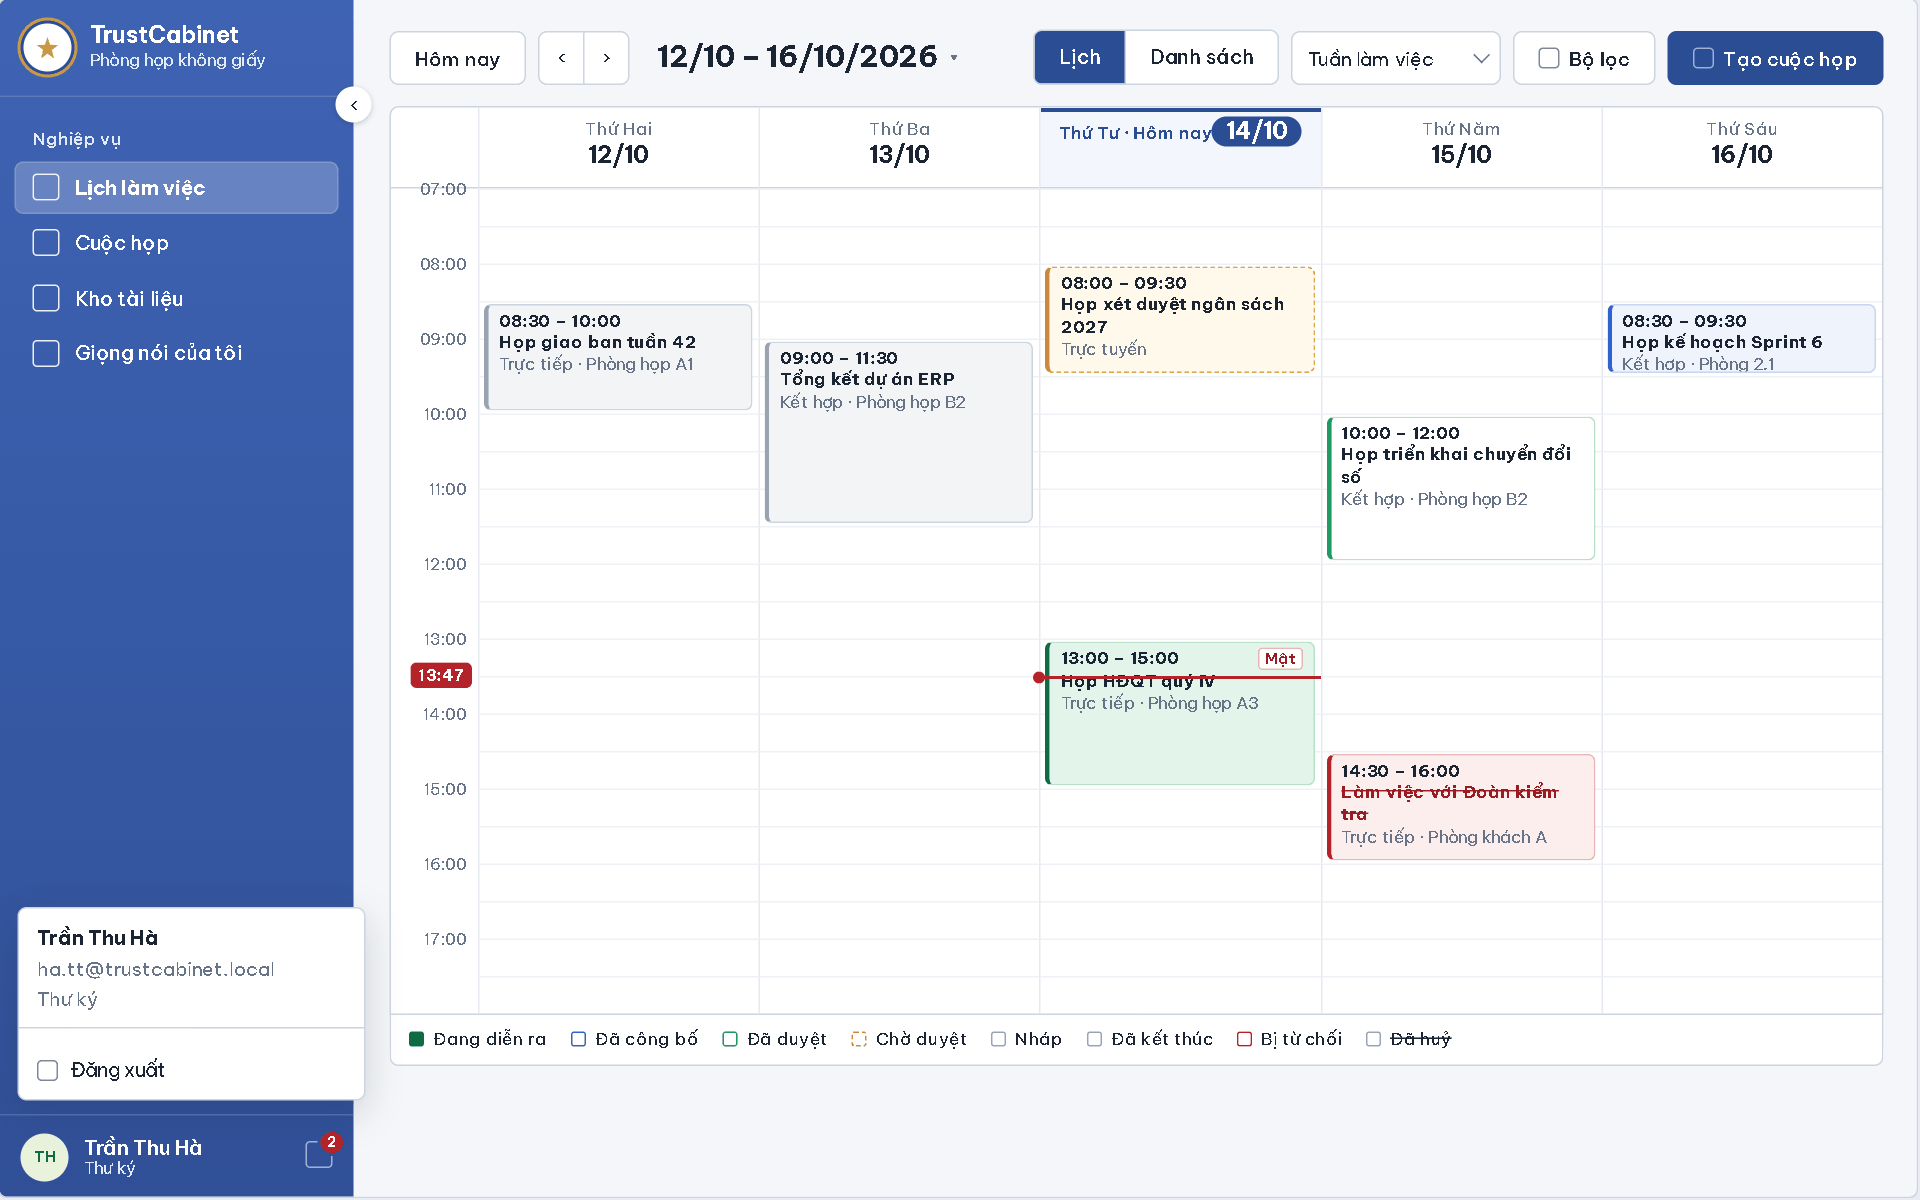 TrustCabinet
Phòng họp không giấy
Nghiệp vụ
Lịch làm việc
Cuộc họp
Kho tài liệu
Giọng nói của tôi
Trần Thu Hà
ha.tt@trustcabinet.local
Thư ký
Đăng xuất
TH
Trần Thu Hà
Thư ký
2
Hôm nay
12/10 – 16/10/2026
Lịch
Danh sách
Tuần làm việc
Bộ lọc
Tạo cuộc họp
Thứ Hai
12/10
Thứ Ba
13/10
Thứ Tư · Hôm nay
14/10
Thứ Năm
15/10
Thứ Sáu
16/10
07:00
08:00
09:00
10:00
11:00
12:00
13:00
13:47
14:00
15:00
16:00
17:00
08:30 – 10:00
Họp giao ban tuần 42
Trực tiếp · Phòng họp A1
09:00 – 11:30
Tổng kết dự án ERP
Kết hợp · Phòng họp B2
08:00 – 09:30
Họp xét duyệt ngân sách
2027
Trực tuyến
13:00 – 15:00
Mật
Họp HĐQT quý IV
Trực tiếp · Phòng họp A3
10:00 – 12:00
Họp triển khai chuyển đổi
số
Kết hợp · Phòng họp B2
14:30 – 16:00
Làm việc với Đoàn kiểm
tra
Trực tiếp · Phòng khách A
08:30 – 09:30
Họp kế hoạch Sprint 6
Kết hợp · Phòng 2.1
Đang diễn ra
Đã công bố
Đã duyệt
Chờ duyệt
Nháp
Đã kết thúc
Bị từ chối
Đã huỷ